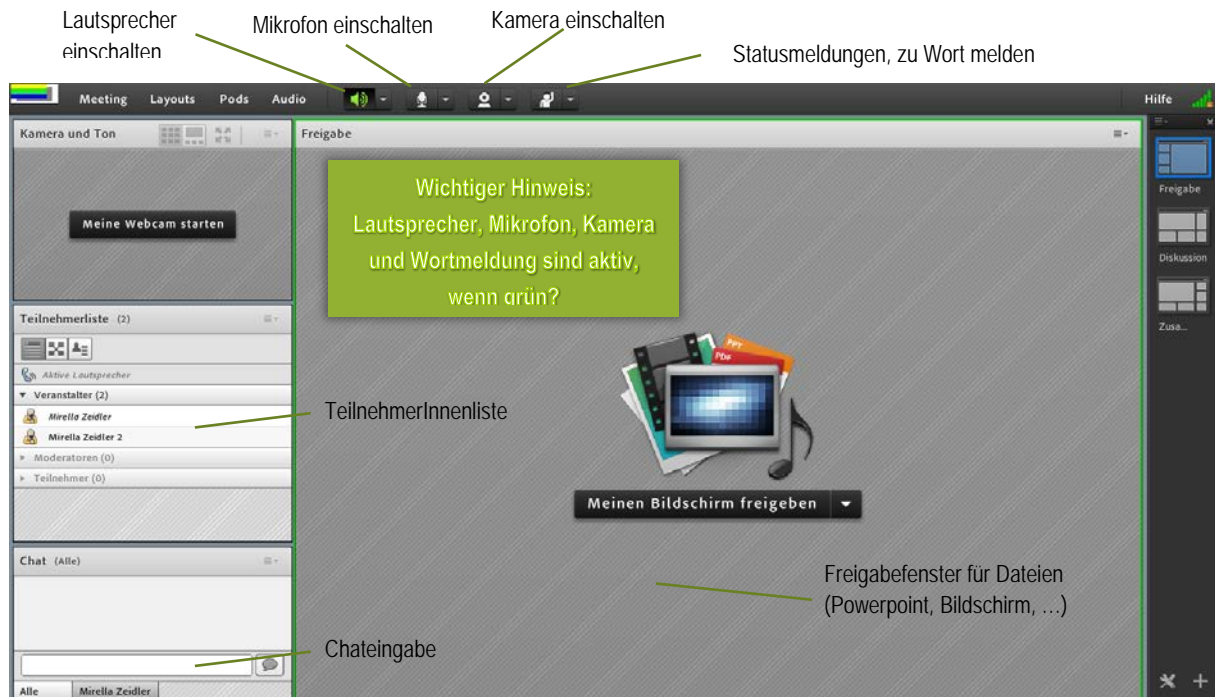 Lautsprecher
einschalten
Mikrofon einschalten
Kamera einschalten
Statusmeldungen, zu Wort melden
Meeting Layouts Pods Audio
Hilfe
Kamera und Ton
Freigabe
Meine Webcam starten
Wichtiger Hinweis:
Lautsprecher, Mikrofon, Kamera
und Wortmeldung sind aktiv,
wenn grün?
Freigabe
Diskussion
Zusa...
Teilnehmerliste (2)
Aktive Lautsprecher
Veranstalter (2)
Mirella Zeidler
Mirella Zeidler 2
Moderatoren (0)
Teilnehmer (0)
TeilnehmerInnenliste
PPT
PDF
Meinen Bildschirm freigeben
Chat (Alle)
Freigabefenster für Dateien
(Powerpoint, Bildschirm, …)
Chateingabe
Alle Mirella Zeidler